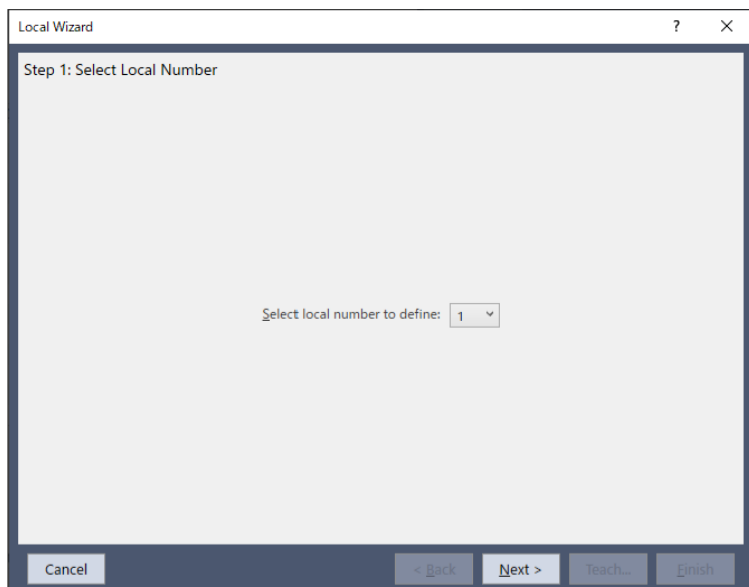 Local Wizard ?
Step 1: Select Local Number
Select local number to define: 1
Cancel < Back Next > Teach... Finish